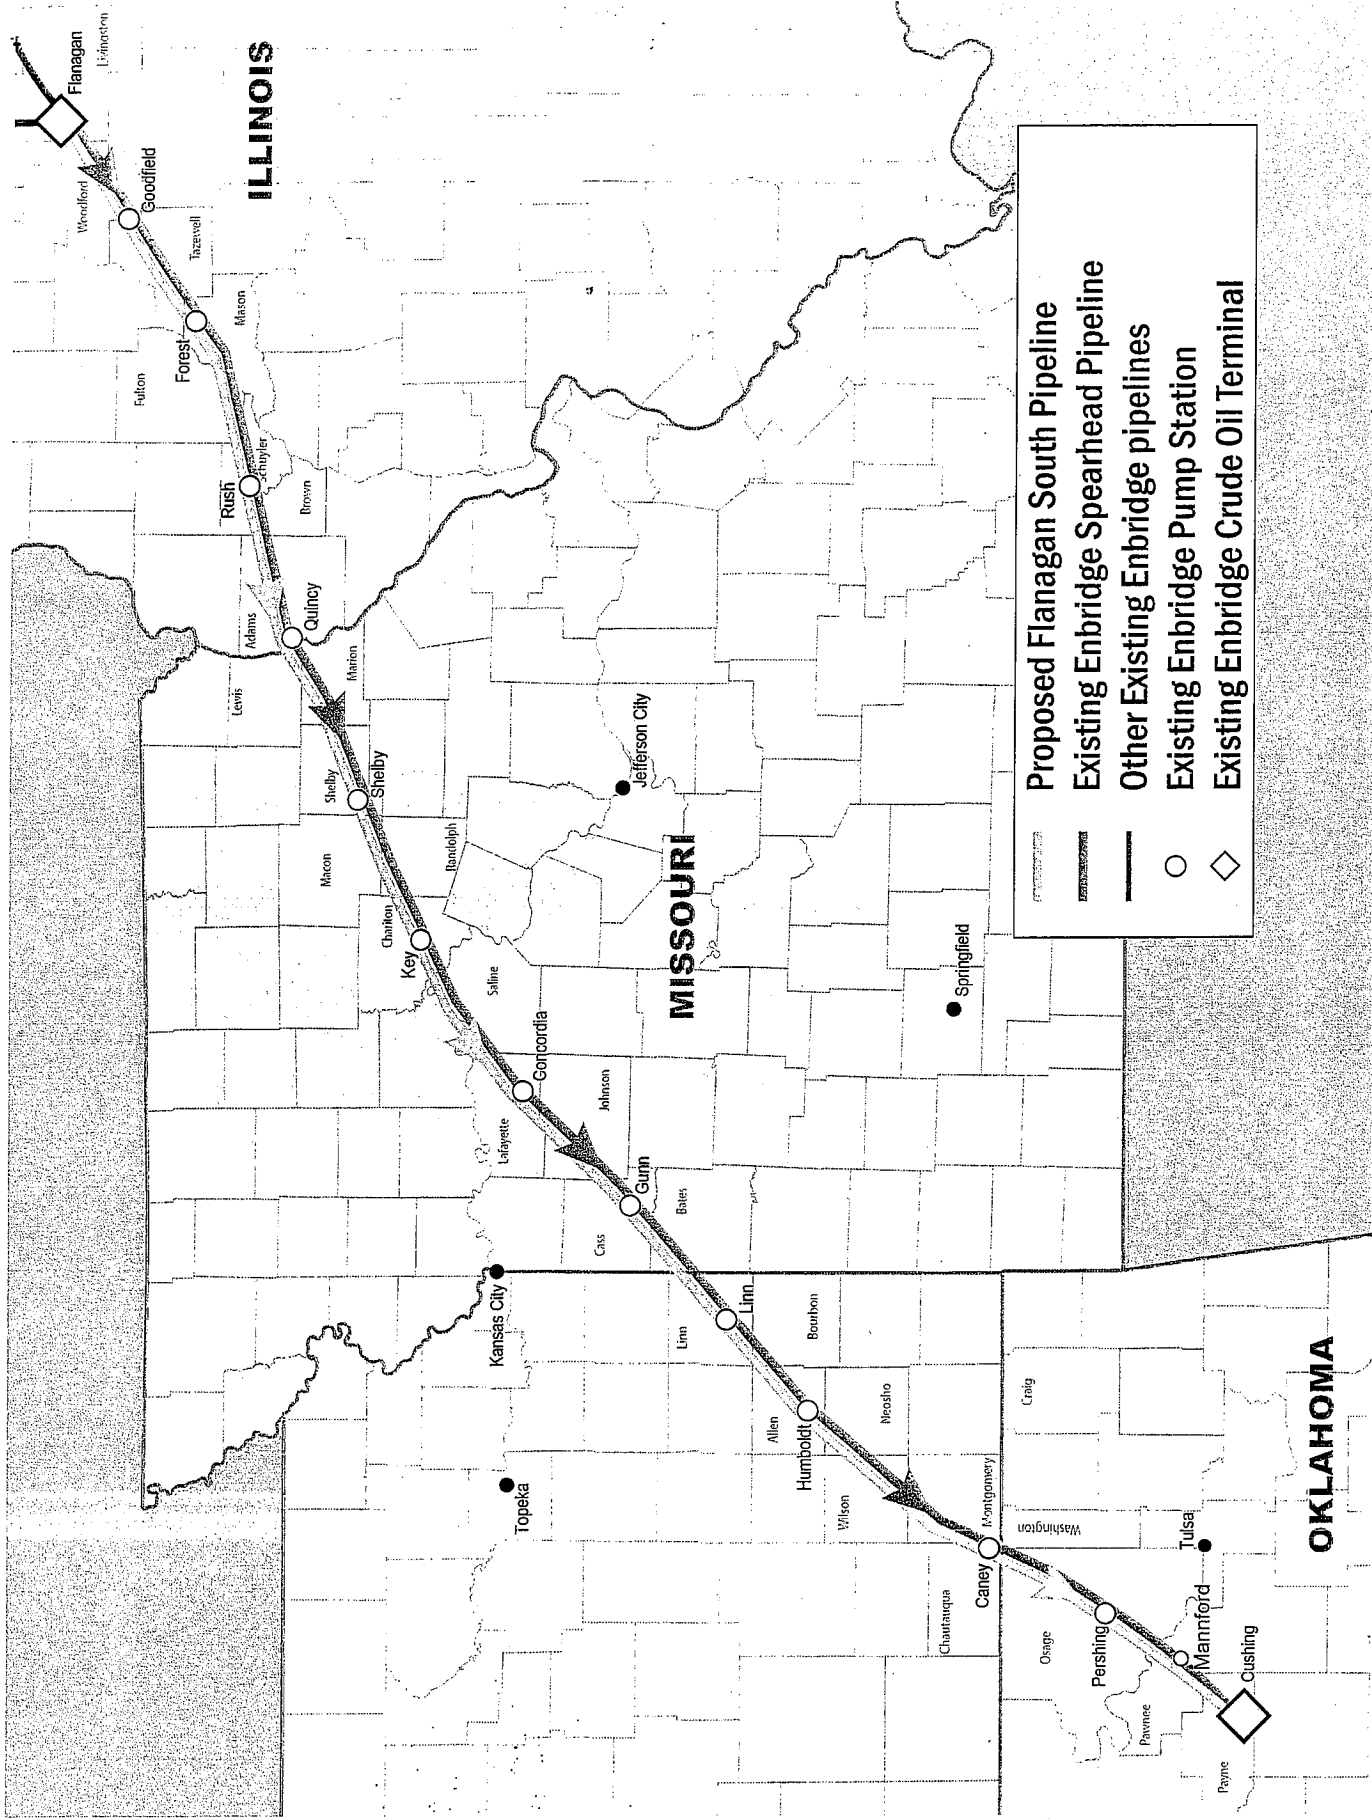 Flanagan
Livingston
Woodford
Goodfield
Tazewell
ILLINOIS
Mason
Forest
Fulton
Schuyler
Rush
Brown
Adams
Quincy
Marion
Lewis
Shelby
Shelby
Macon
Randolph
Chariton
Key
Saline
Jefferson City
MISSOURI
Concordia
Lafayette
Johnson
Gunn
Bates
Cass
Springfield
Kansas City
Linn
Linn
Bourbon
Topeka
Allen
Humboldt
Neosho
Wilson
Montgomery
Caney
Chautauqua
Craig
Washington
Tulsa
OKLAHOMA
Osage
Pershing
Mannford
Pawnee
Cushing
Payne
Proposed Flanagan South Pipeline
Existing Enbridge Spearhead Pipeline
Other Existing Enbridge pipelines
Existing Enbridge Pump Station
Existing Enbridge Crude Oil Terminal